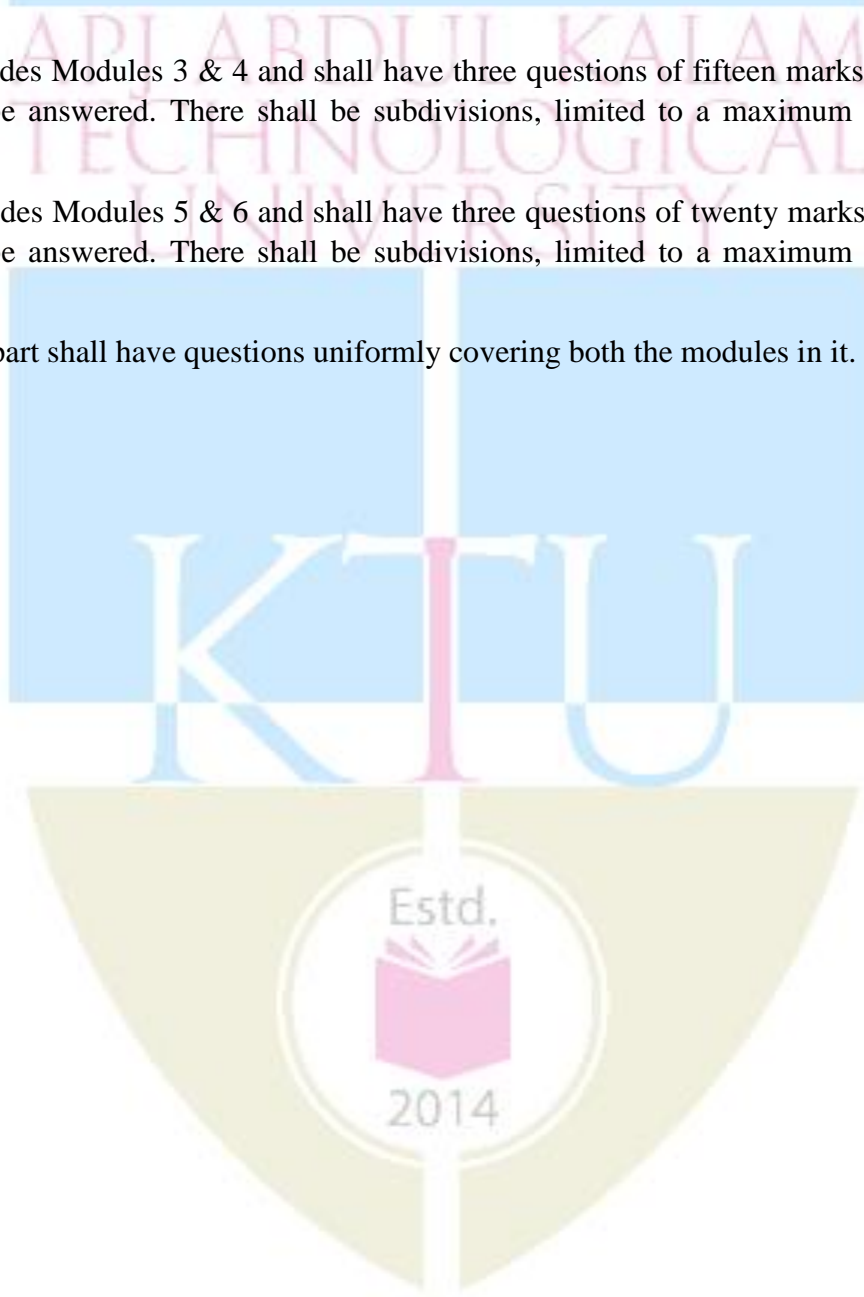 APJ ABDUL KALAM
des Modules 3 & 4 and shall have three questions of fifteen marks
TECHNOLOGICAL
e answered. There shall be subdivisions, limited to a maximum
UNIVERSITY
des Modules 5 & 6 and shall have three questions of twenty marks
e answered. There shall be subdivisions, limited to a maximum
part shall have questions uniformly covering both the modules in it.
KTU
Estd.
2014